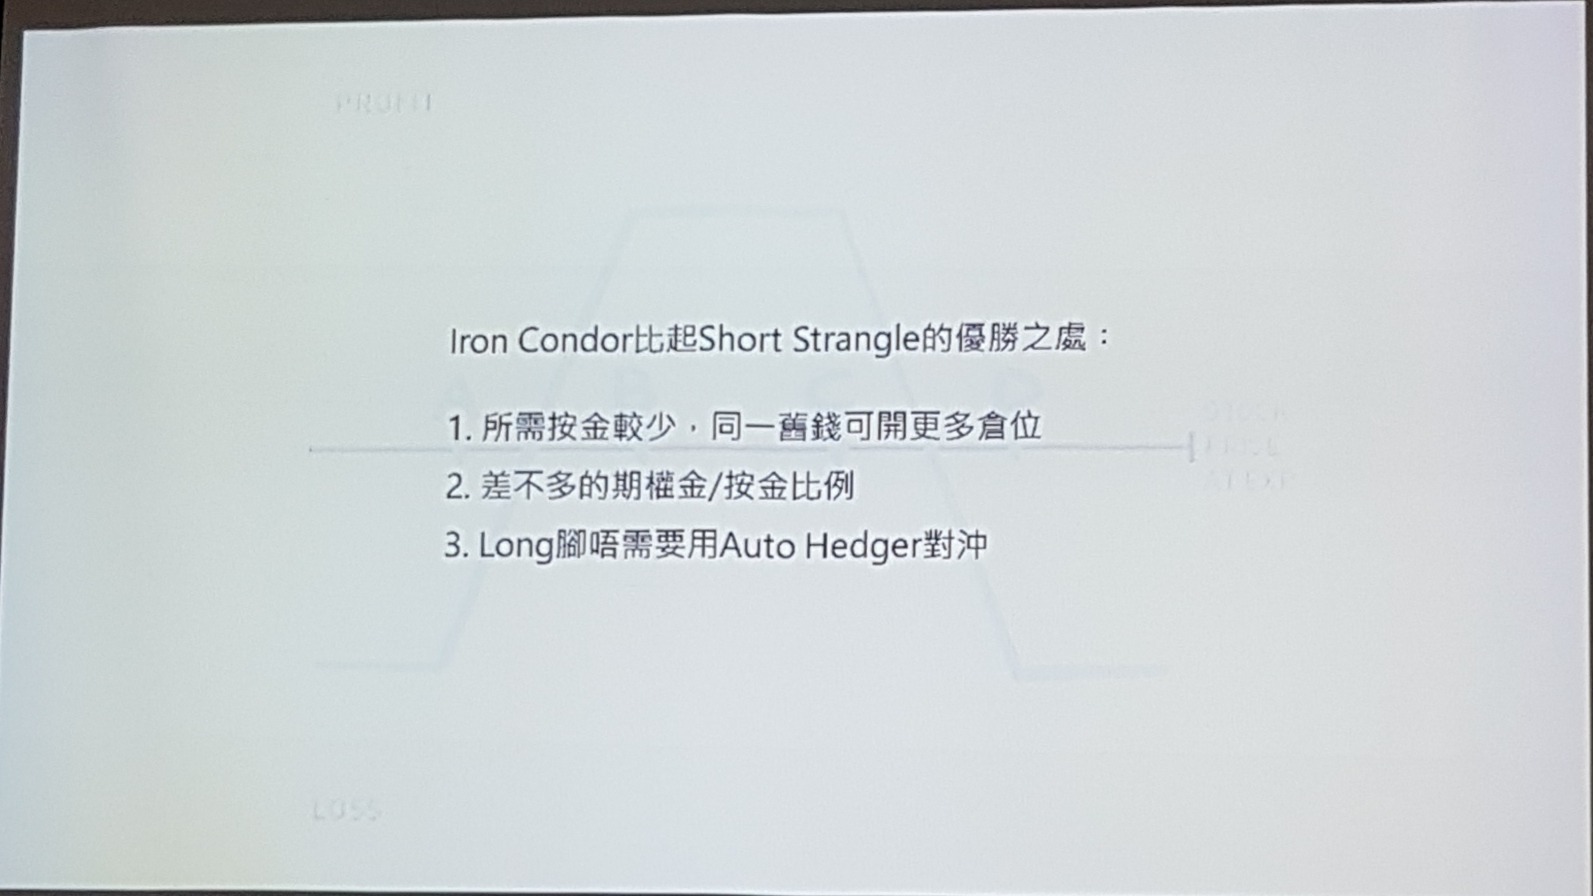 PROFIT
Iron Condor比起Short Strangle的優勝之處：
A B C D
1. 所需按金較少，同一舊錢可開更多倉位
STOCK
PRICE
AT EXP
2. 差不多的期權金/按金比例
3. Long腳唔需要用Auto Hedger對沖
LOSS